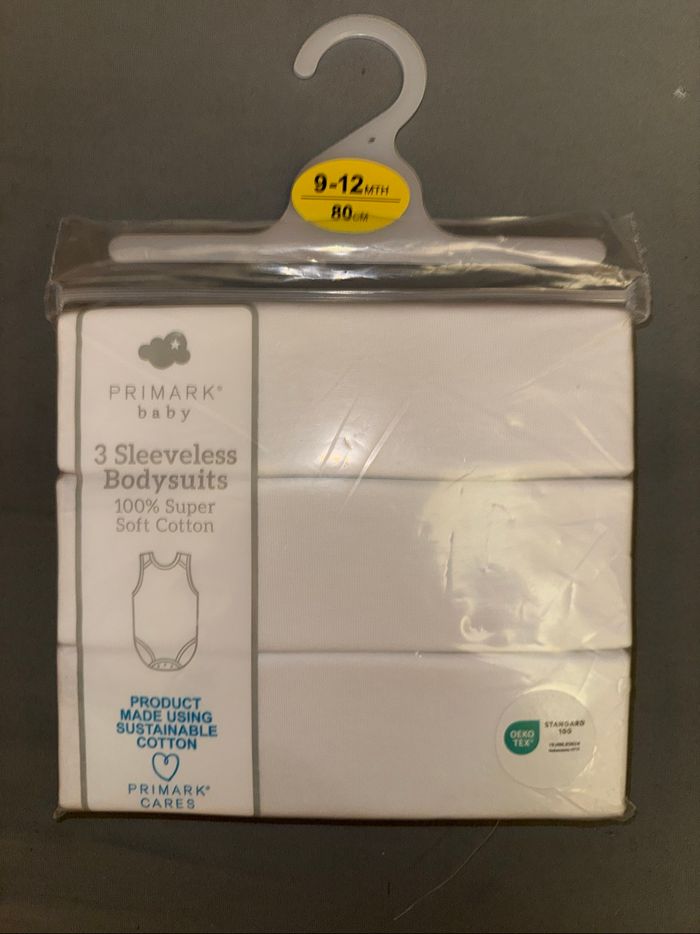 9-12MTH
80CM
PRIMARK®
baby
3 Sleeveless
Bodysuits
100% Super
Soft Cotton
PRODUCT
MADE USING
SUSTAINABLE
COTTON
PRIMARK®
CARES
OEKO
TEX®
STANDARD
100